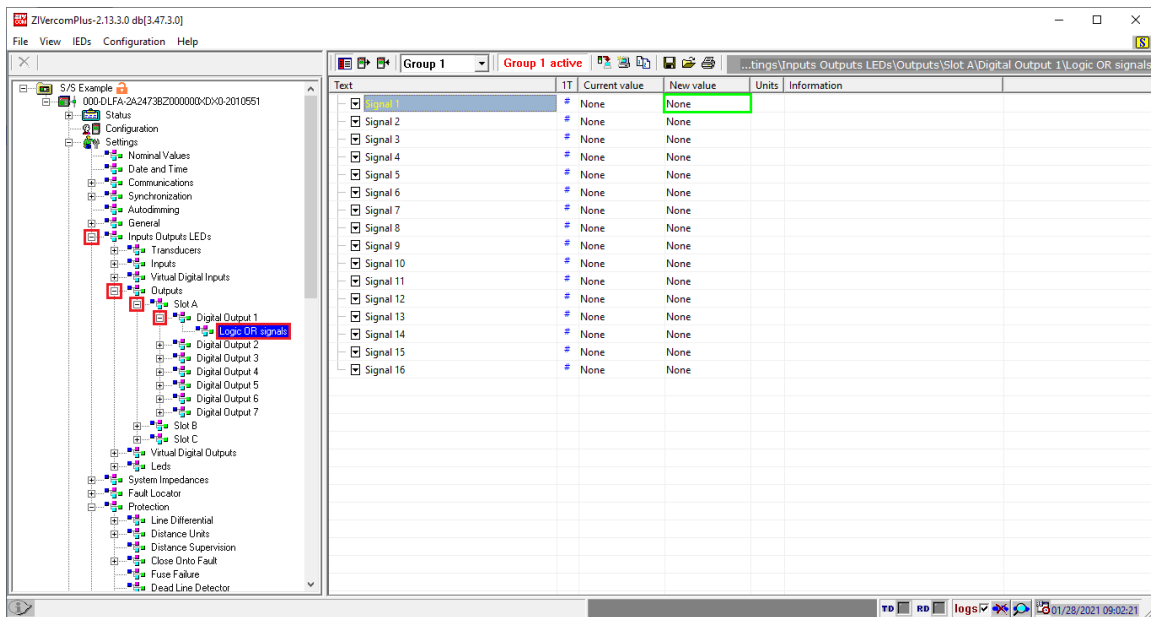 ZIVercomPlus-2.13.3.0 db[3.47.3.0]
File View IEDs Configuration Help
S
Group 1 Group 1 active ...tings\Inputs Outputs LEDs\Outputs\Slot A\Digital Output 1\Logic OR signals
S/S Example
000-DLFA-2A2473BZ000000XDX0-2010551
Status
Configuration
Settings
Nominal Values
Date and Time
Communications
Synchronization
Autodimming
General
Inputs Outputs LEDs
Transducers
Inputs
Virtual Digital Inputs
Outputs
Slot A
Digital Output 1
Logic OR signals
Digital Output 2
Digital Output 3
Digital Output 4
Digital Output 5
Digital Output 6
Digital Output 7
Slot B
Slot C
Virtual Digital Outputs
Leds
System Impedances
Fault Locator
Protection
Line Differential
Distance Units
Distance Supervision
Close Onto Fault
Fuse Failure
Dead Line Detector
Text 1T Current value New value Units Information
Signal 1 # None None
Signal 2 # None None
Signal 3 # None None
Signal 4 # None None
Signal 5 # None None
Signal 6 # None None
Signal 7 # None None
Signal 8 # None None
Signal 9 # None None
Signal 10 # None None
Signal 11 # None None
Signal 12 # None None
Signal 13 # None None
Signal 14 # None None
Signal 15 # None None
Signal 16 # None None
TD RD logs 01/28/2021 09:02:21